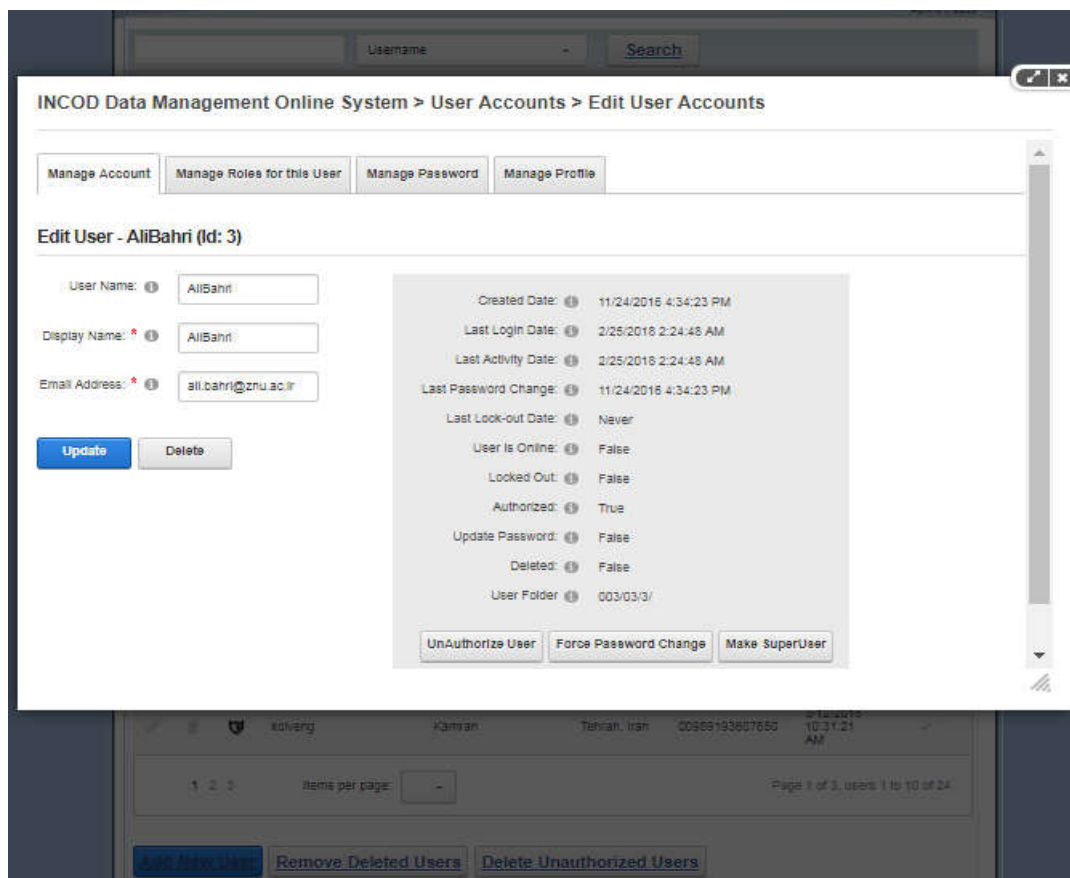 Username
Search
INCOD Data Management Online System > User Accounts > Edit User Accounts
Manage Account Manage Roles for this User Manage Password Manage Profile
Edit User - AliBahri (Id: 3)
User Name: AliBahri
Display Name: * AliBahri
Email Address: * ali.bahri@znu.ac.ir
Update Delete
Created Date: 11/24/2016 4:34:23 PM
Last Login Date: 2/25/2018 2:24:48 AM
Last Activity Date: 2/25/2018 2:24:48 AM
Last Password Change: 11/24/2016 4:34:23 PM
Last Lock-out Date: Never
User Is Online: False
Locked Out: False
Authorized: True
Update Password: False
Deleted: False
User Folder 003/03/3/
UnAuthorize User Force Password Change Make SuperUser
Kamran Tehran, Iran 10:31:21
AM
1 2 3 Items per page: Page 1 of 3, users 1 to 10 of 24
Add New User Remove Deleted Users Delete Unauthorized Users